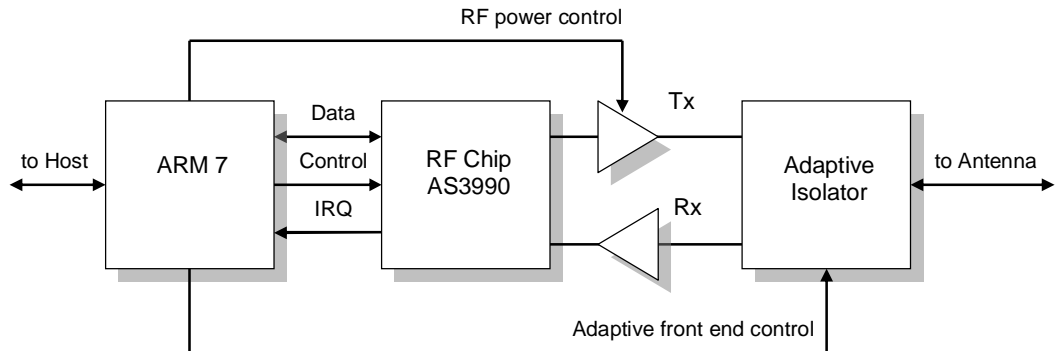 RF power control
Data
Tx
to Host
ARM 7
Control
RF Chip
AS3990
Adaptive
Isolator
to Antenna
IRQ
Rx
Adaptive front end control